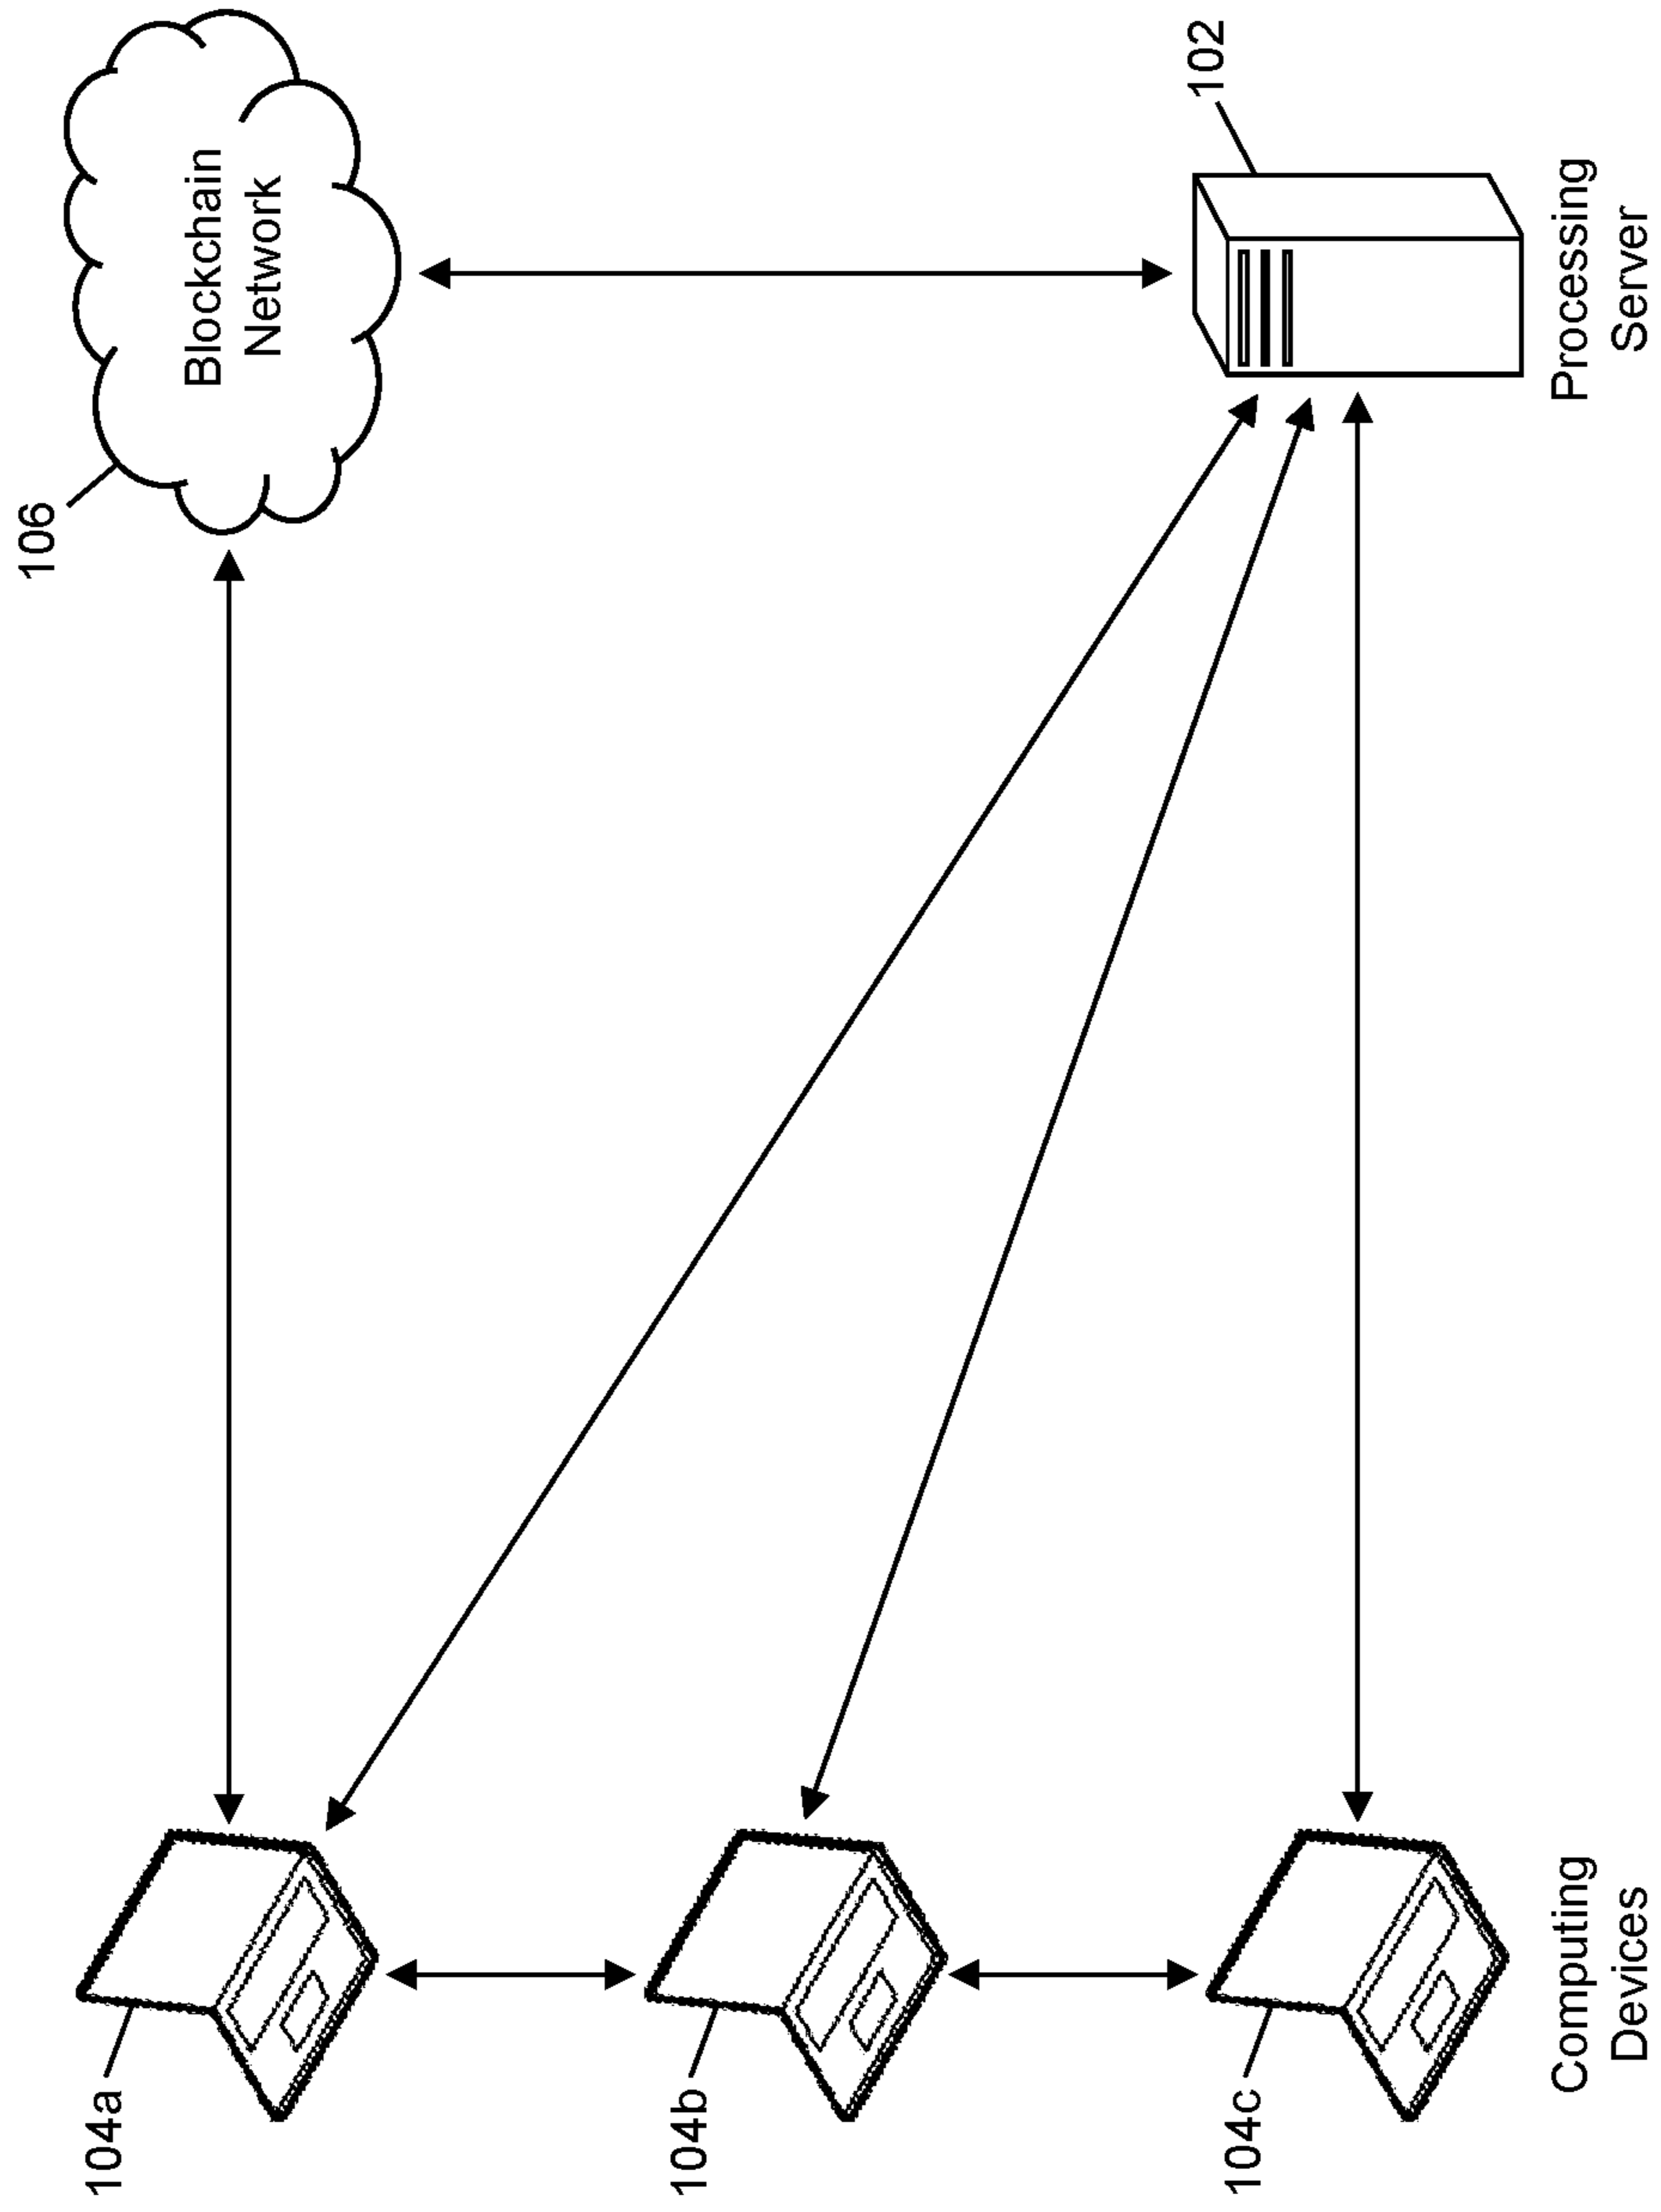 104a
104b
104c
Computing
Devices
106
Blockchain
Network
102
Processing
Server